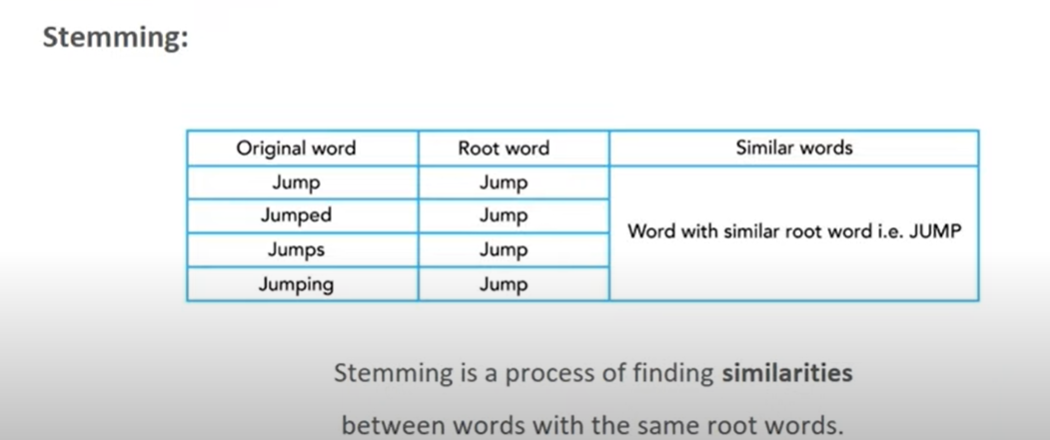 Stemming:
Original word Root word Similar words
Jump Jump
Jumped Jump
Word with similar root word i.e. JUMP
Jumps Jump
Jumping Jump
Stemming is a process of finding similarities
between words with the same root words.